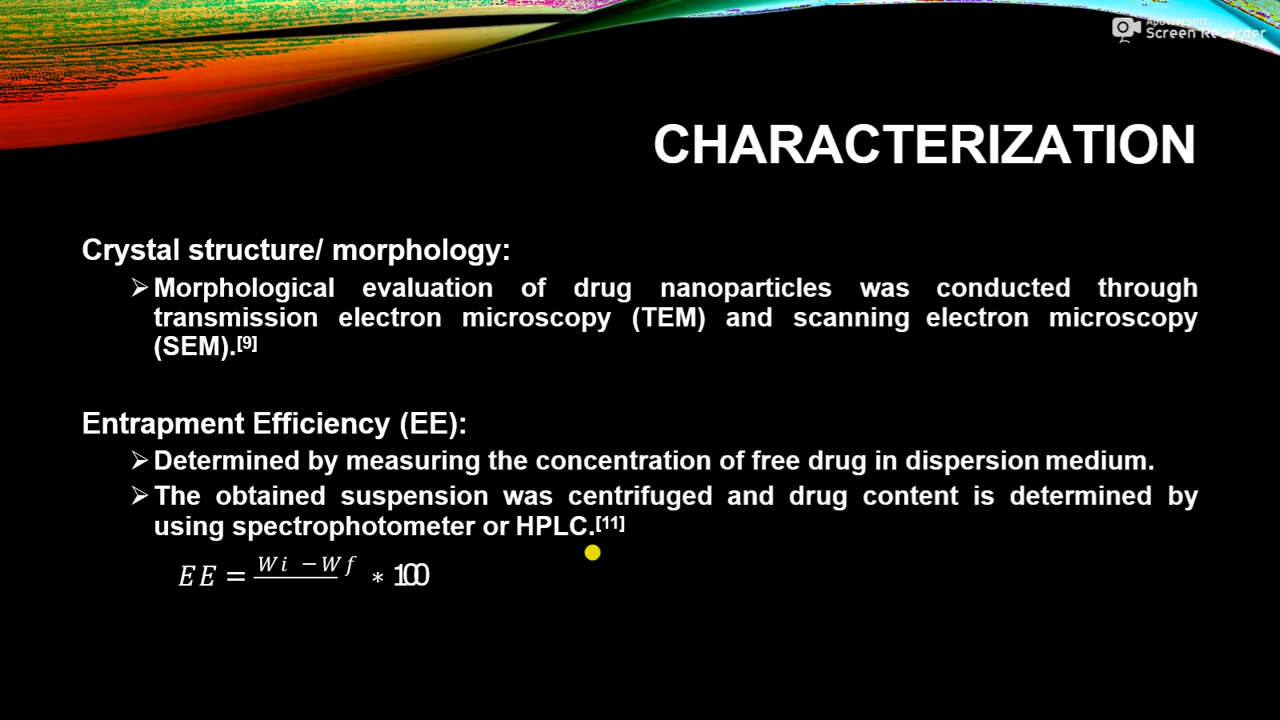 Apowersoft
Screen Recorder
CHARACTERIZATION
Crystal structure/ morphology:
➢ Morphological evaluation of drug nanoparticles was conducted through
transmission electron microscopy (TEM) and scanning electron microscopy
(SEM).[9]
Entrapment Efficiency (EE):
➢ Determined by measuring the concentration of free drug in dispersion medium.
➢ The obtained suspension was centrifuged and drug content is determined by
using spectrophotometer or HPLC.[11]
Wi – Wf
EE = ——— * 100